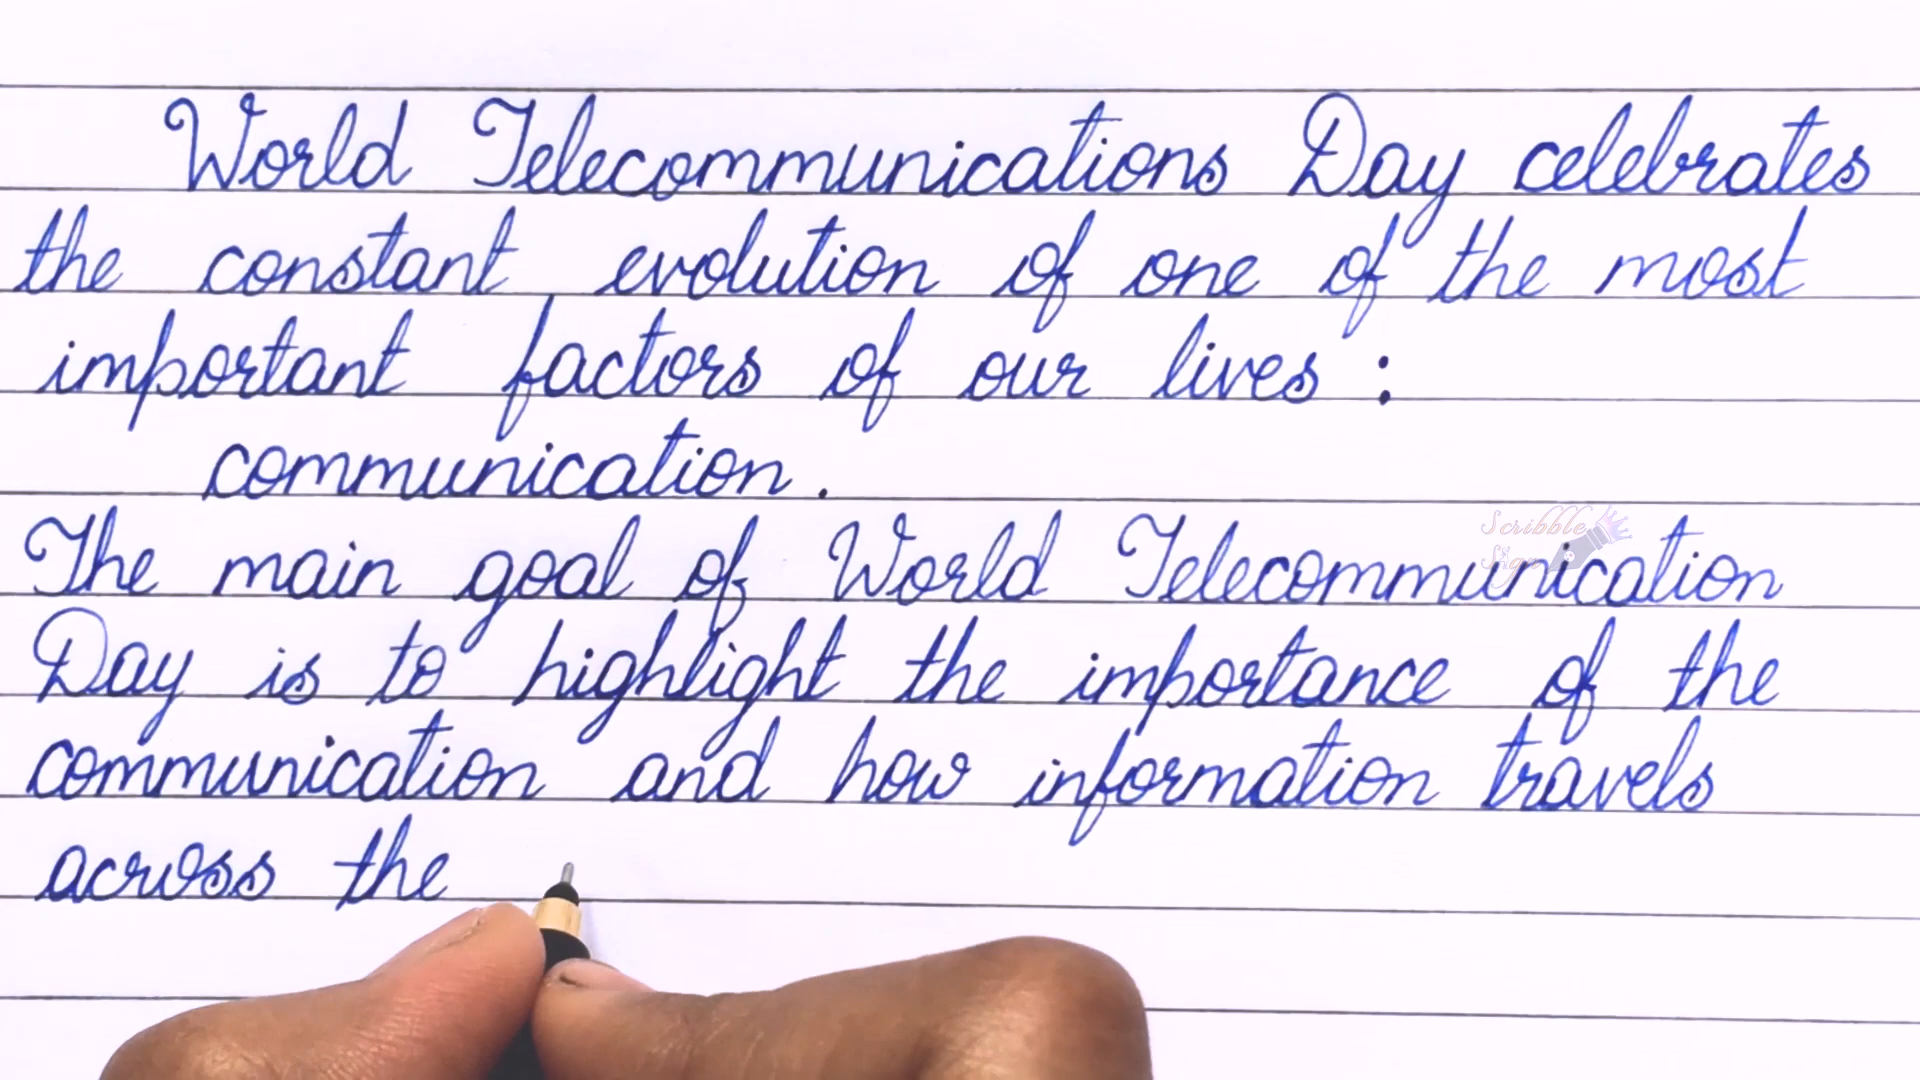 World Telecommunications Day celebrates
the constant evolution of one of the most
important factors of our lives :
communication.
The main goal of World Telecommunication
Day is to highlight the importance of the
communication and how information travels
across the
Scribble
Sign